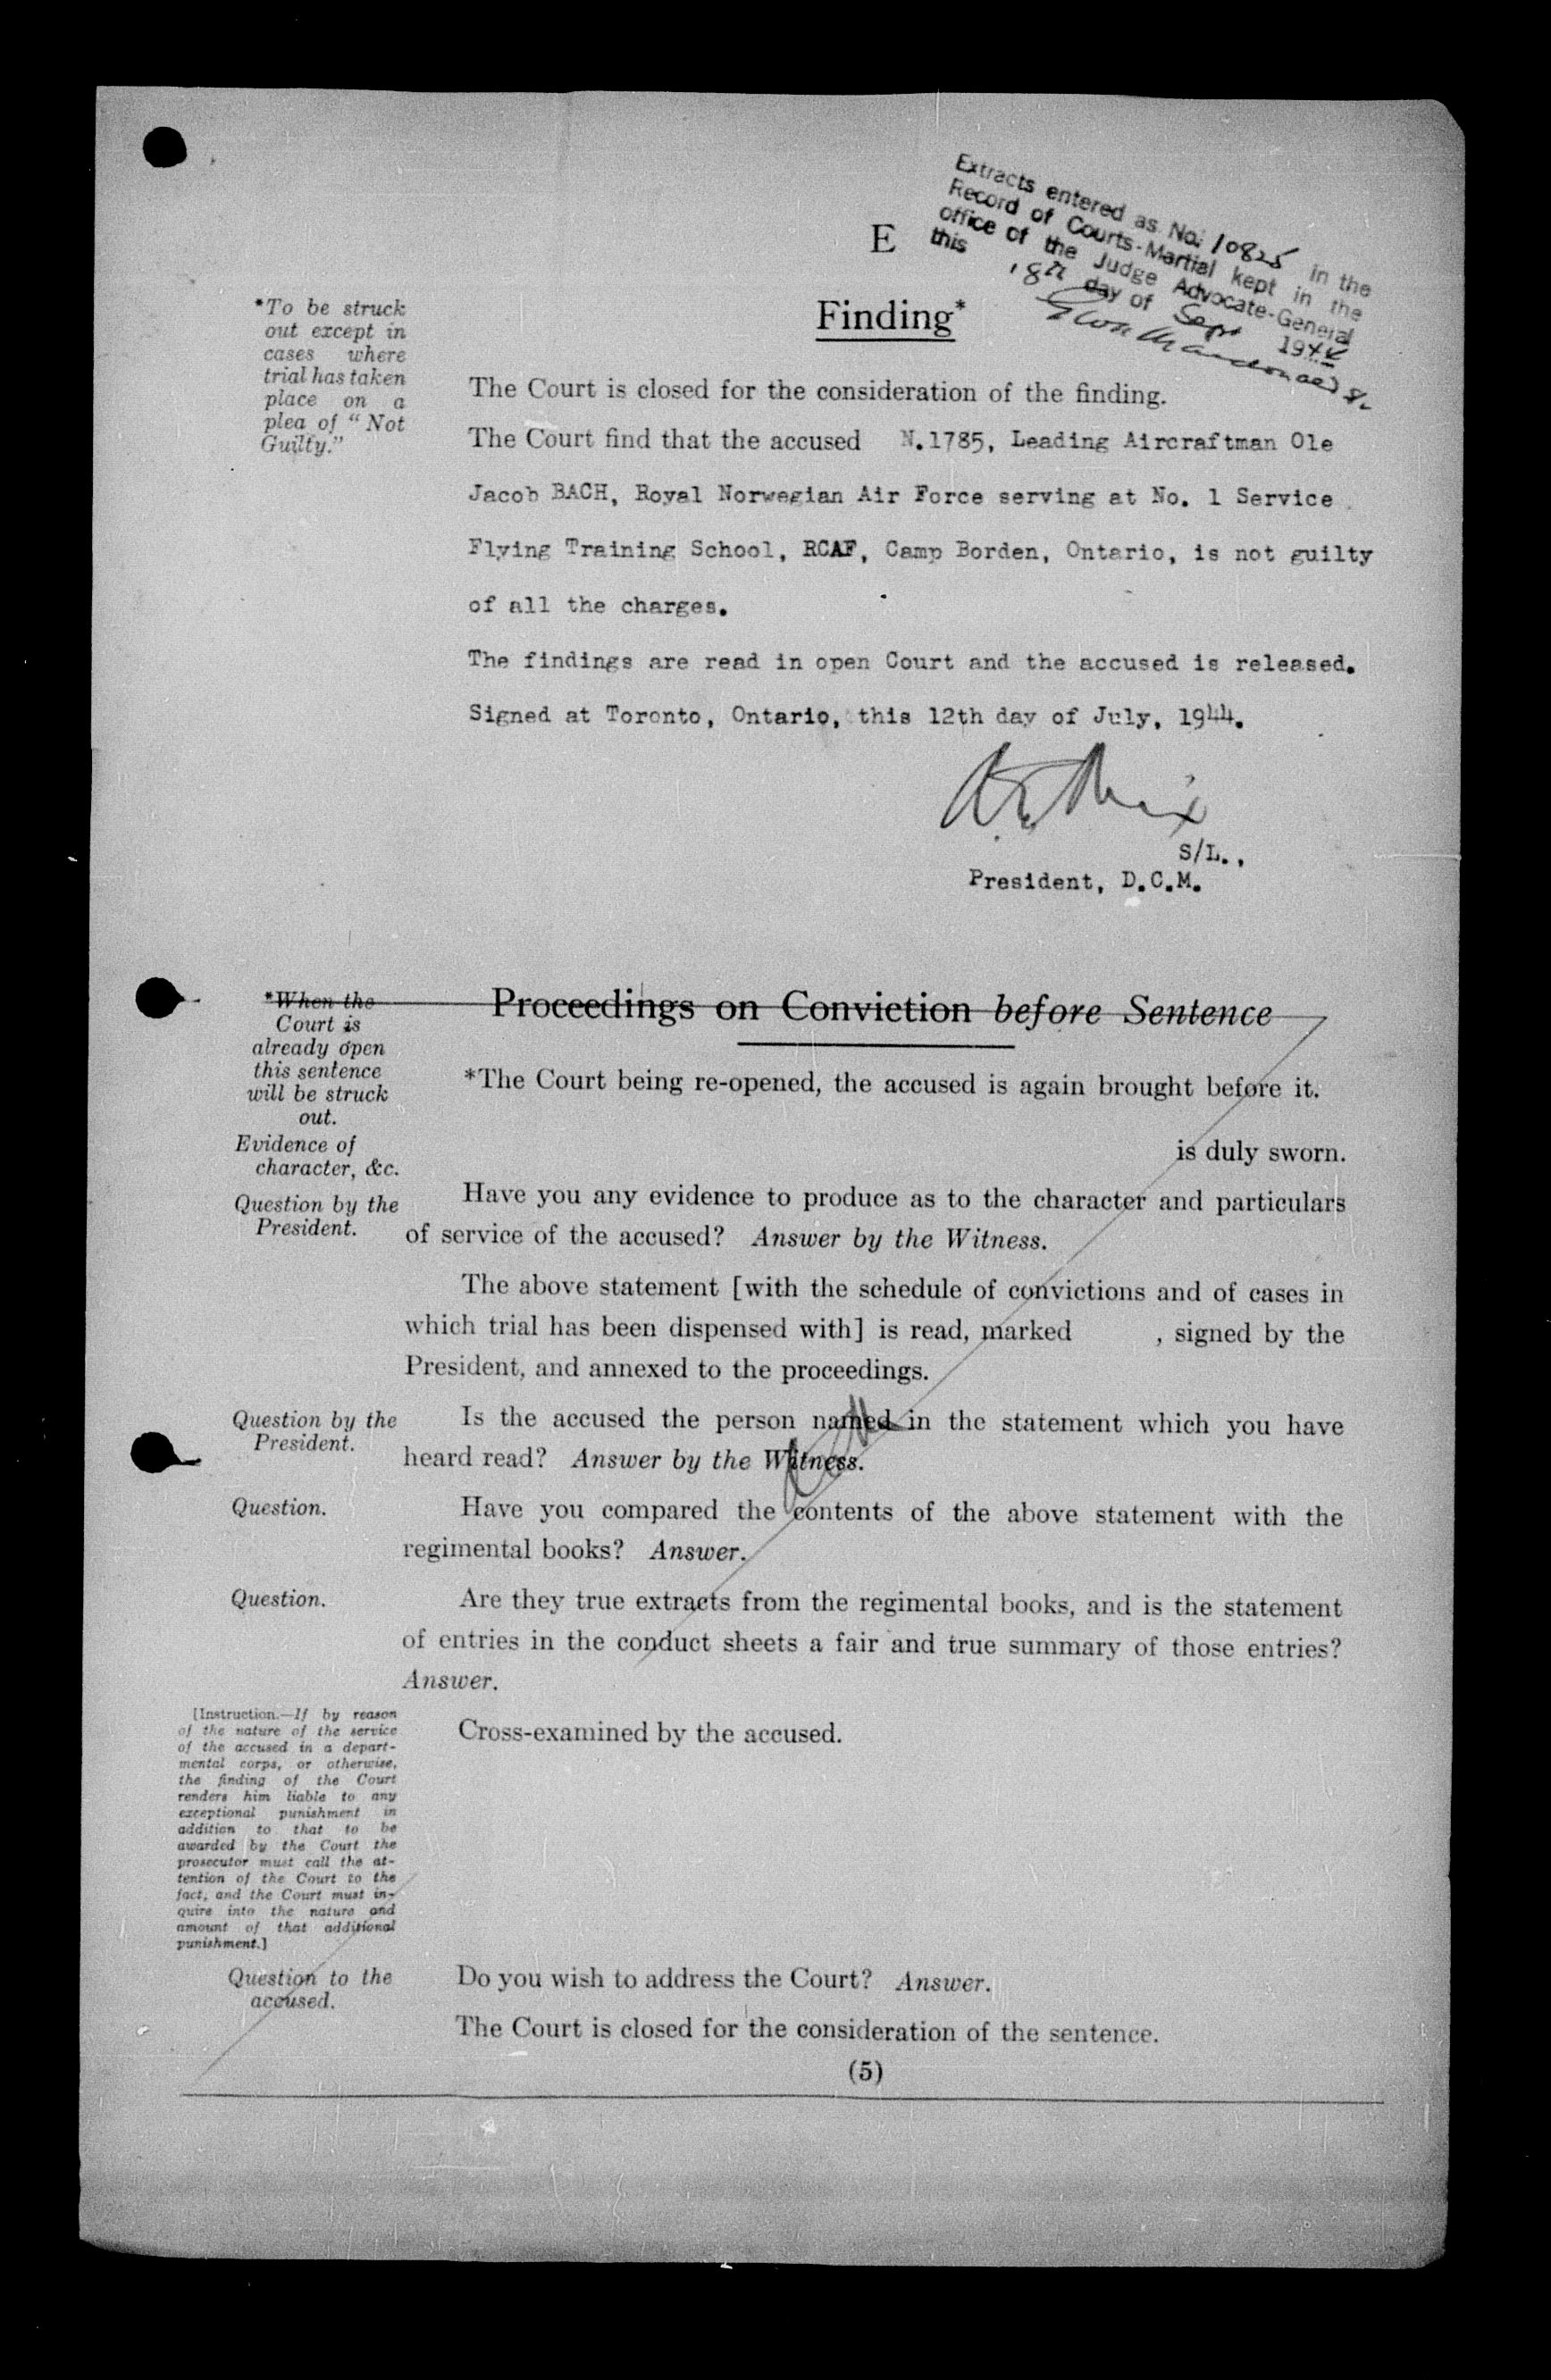 Extracts entered as No. 10825 in the
Record of Courts-Martial kept in the
office of the Judge Advocate-General
this 18th day of Sept 1944
E
Finding*
*To be struck
out except in
cases where
trial has taken
place on a
plea of "Not
Guilty."
The Court is closed for the consideration of the finding.
The Court find that the accused N.1785, Leading Aircraftman Ole
Jacob BACH, Royal Norwegian Air Force serving at No. 1 Service
Flying Training School, RCAF, Camp Borden, Ontario, is not guilty
of all the charges.
The findings are read in open Court and the accused is released.
Signed at Toronto, Ontario, this 12th day of July, 1944.
S/L.,
President, D.C.M.
Proceedings on Conviction before Sentence
*When the
Court is
already open
this sentence
will be struck
out.
*The Court being re-opened, the accused is again brought before it.
Evidence of
character, &c.
is duly sworn.
Question by the
President.
Have you any evidence to produce as to the character and particulars
of service of the accused? Answer by the Witness.
The above statement [with the schedule of convictions and of cases in
which trial has been dispensed with] is read, marked , signed by the
President, and annexed to the proceedings.
Question by the
President.
Is the accused the person named in the statement which you have
heard read? Answer by the Witness.
Question.
Have you compared the contents of the above statement with the
regimental books? Answer.
Question.
Are they true extracts from the regimental books, and is the statement
of entries in the conduct sheets a fair and true summary of those entries?
Answer.
[Instruction.—If by reason
of the nature of the service
of the accused in a depart-
mental corps, or otherwise,
the finding of the Court
renders him liable to any
exceptional punishment in
addition to that to be
awarded by the Court the
prosecutor must call the at-
tention of the Court to the
fact, and the Court must in-
quire into the nature and
amount of that additional
punishment.]
Cross-examined by the accused.
Question to the
accused.
Do you wish to address the Court? Answer.
The Court is closed for the consideration of the sentence.
(5)